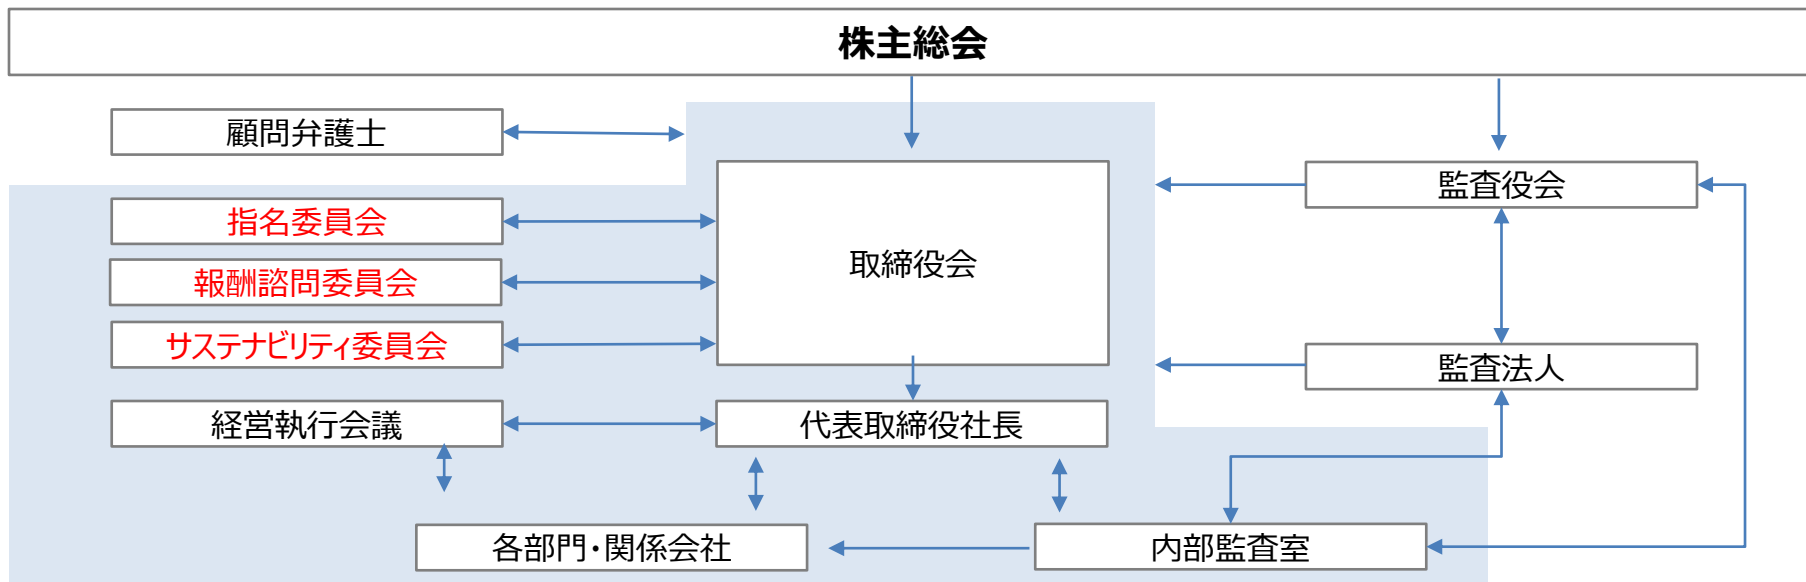 株主総会
顧問弁護士
指名委員会
報酬諮問委員会
サステナビリティ委員会
経営執行会議
取締役会
代表取締役社長
監査役会
監査法人
各部門・関係会社
内部監査室